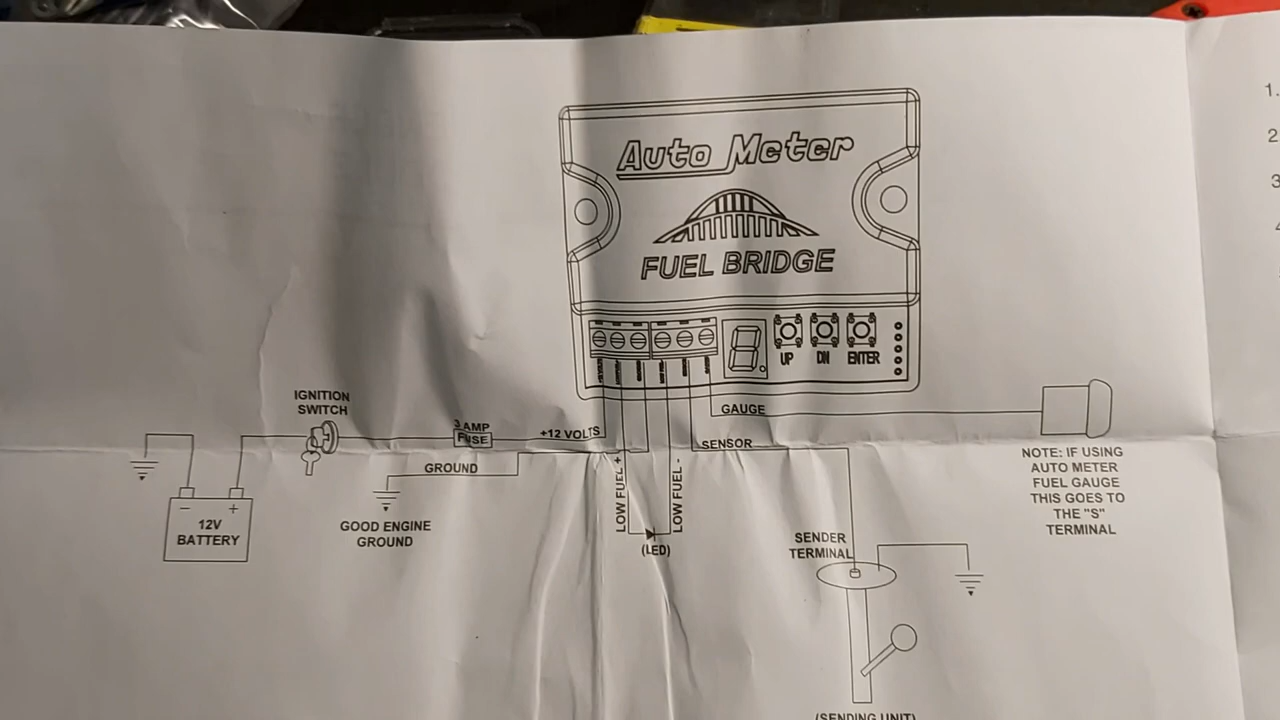 Auto Meter
FUEL BRIDGE
UP DN ENTER
GAUGE
IGNITION
SWITCH
3 AMP
FUSE
+12 VOLTS
SENSOR
GROUND
LOW FUEL +
LOW FUEL -
(LED)
GOOD ENGINE
GROUND
12V
BATTERY
- +
NOTE: IF USING
AUTO METER
FUEL GAUGE
THIS GOES TO
THE "S"
TERMINAL
SENDER
TERMINAL
(SENDING UNIT)
1.
2
3
4